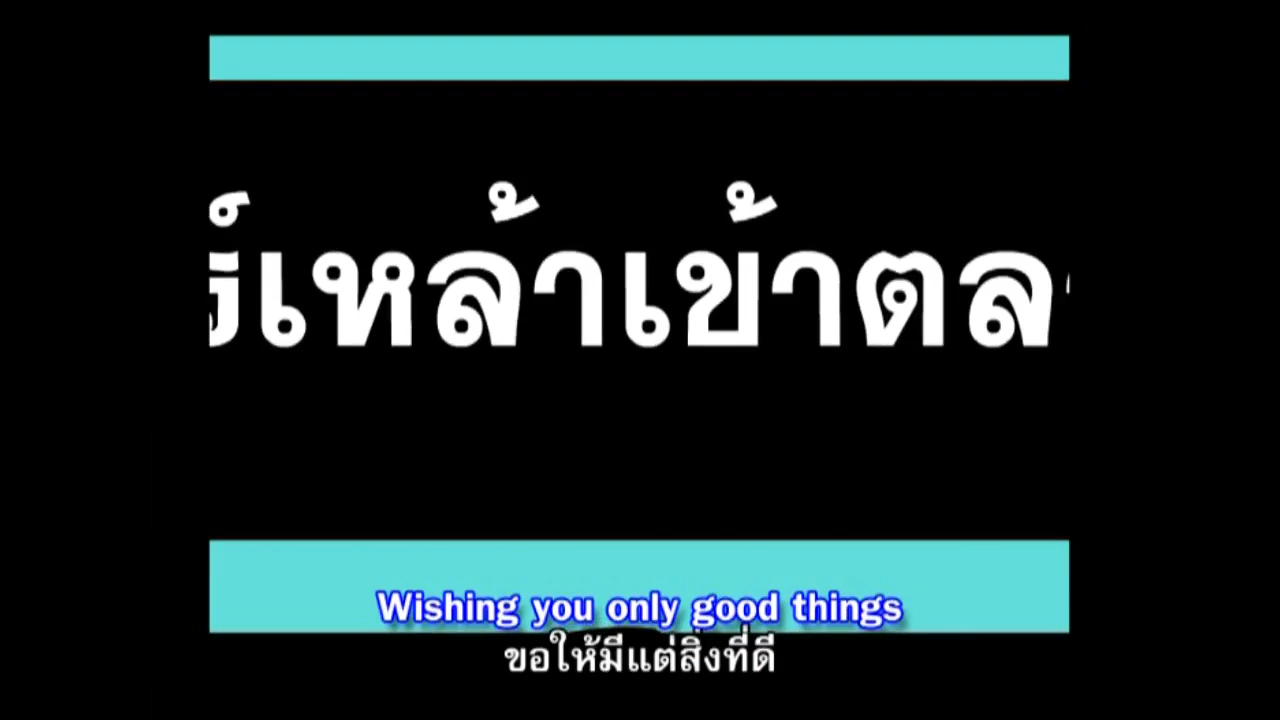 ์เหล้าเข้าตล
Wishing you only good things
ขอให้มีแต่สิ่งที่ดี